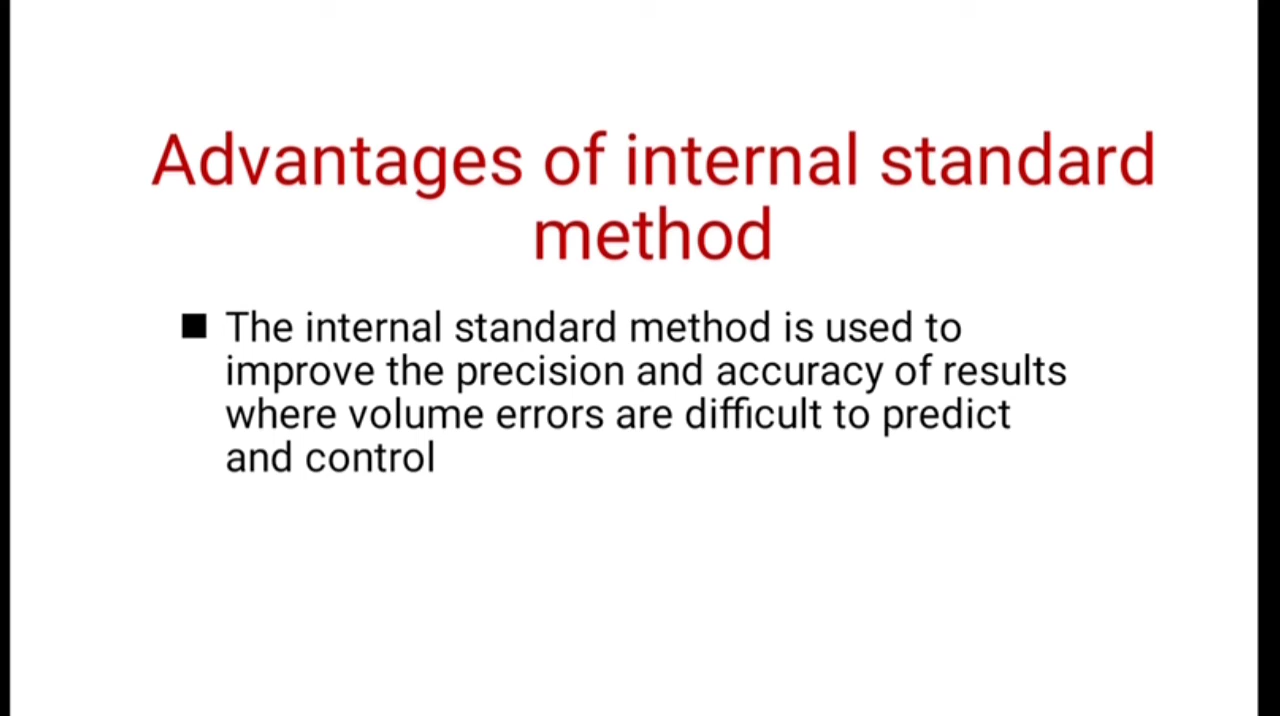 Advantages of internal standard
method
■ The internal standard method is used to
improve the precision and accuracy of results
where volume errors are difficult to predict
and control